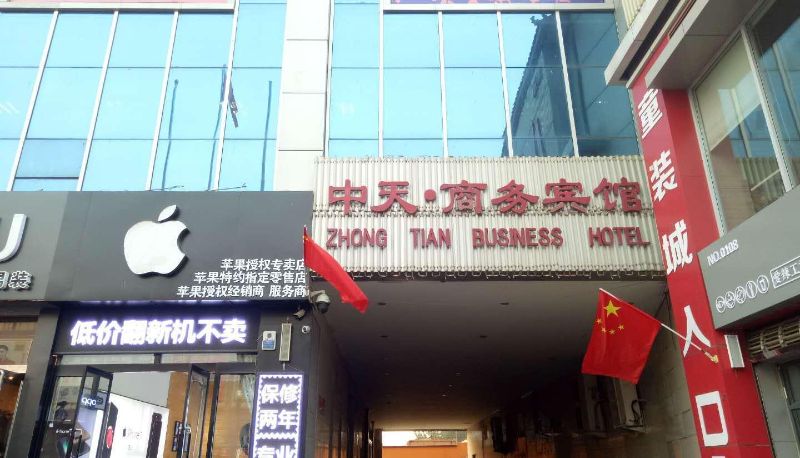 中天·商务宾馆
ZHONG TIAN BUSINESS HOTEL
苹果授权专卖店
苹果特约指定零售店
苹果授权经销商 服务商
低价翻新机不卖
保修
两年
专业
童装城入口
NO.0108
U